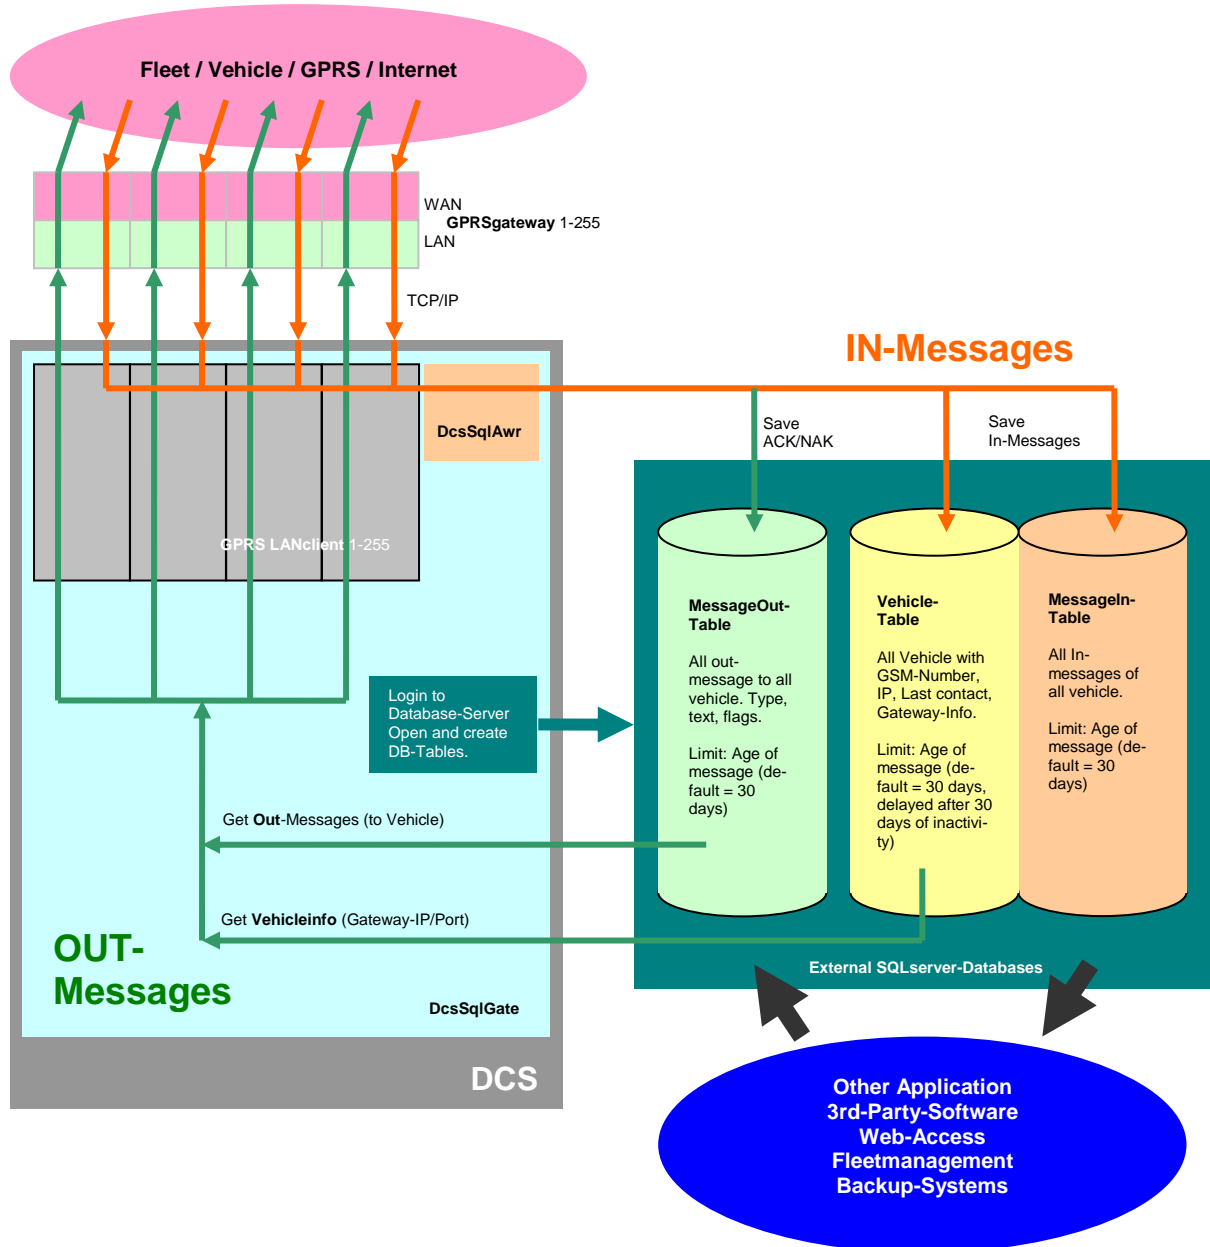 Fleet / Vehicle / GPRS / Internet
WAN
GPRSgateway 1-255
LAN
TCP/IP
IN-Messages
DcsSqlAwr
Save
ACK/NAK
Save
In-Messages
GPRS LANclient 1-255
MessageOut-
Table
All out-
message to all
vehicle. Type,
text, flags.
Limit: Age of
message (de-
fault = 30
days)
Vehicle-
Table
All Vehicle with
GSM-Number,
IP, Last contact,
Gateway-Info.
Limit: Age of
message (de-
fault = 30 days,
delayed after 30
days of inactivi-
ty)
MessageIn-
Table
All In-
messages of
all vehicle.
Limit: Age of
message (de-
fault = 30
days)
Login to
Database-Server
Open and create
DB-Tables.
Get Out-Messages (to Vehicle)
Get Vehicleinfo (Gateway-IP/Port)
OUT-
Messages
External SQLserver-Databases
DcsSqlGate
DCS
Other Application
3rd-Party-Software
Web-Access
Fleetmanagement
Backup-Systems